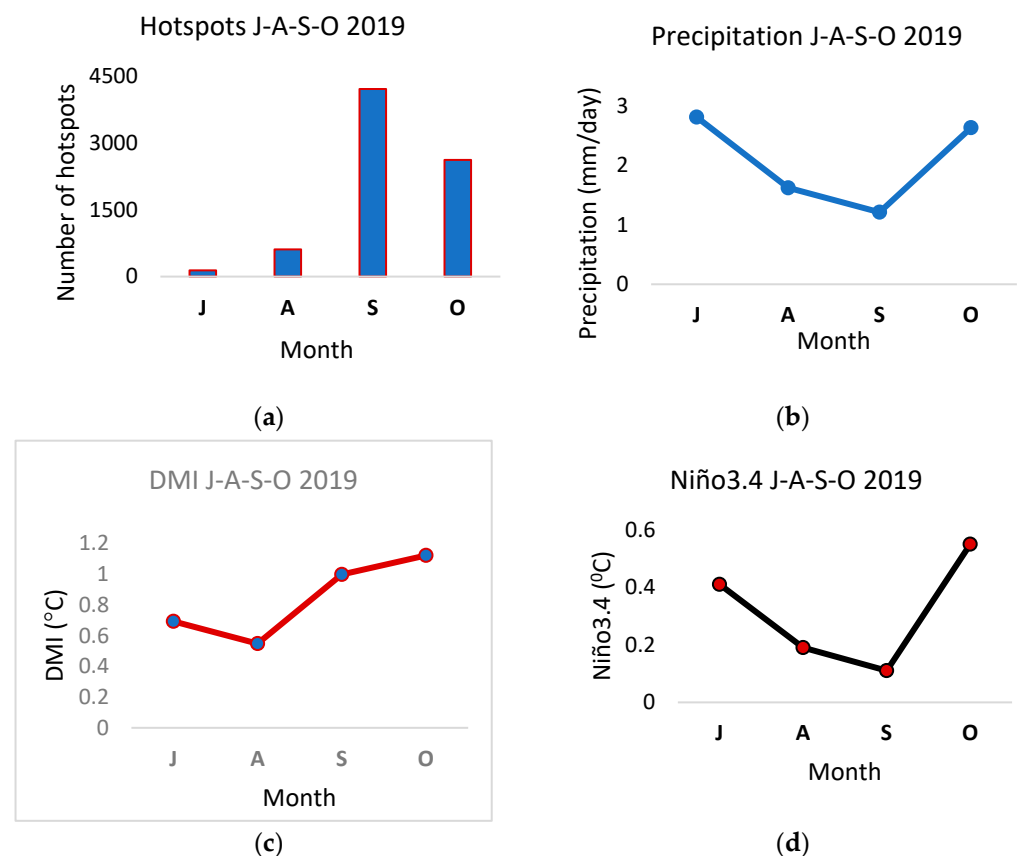 Hotspots J-A-S-O 2019
Number of hotspots
4500
3000
1500
0
J A S O
Month
(a)
Precipitation J-A-S-O 2019
Precipitation (mm/day)
3
2
1
0
J A S O
Month
(b)
DMI J-A-S-O 2019
DMI (°C)
1.2
1
0.8
0.6
0.4
0.2
0
J A S O
Month
(c)
Niño3.4 J-A-S-O 2019
Niño3.4 (⁰C)
0.6
0.4
0.2
0
J A S O
Month
(d)